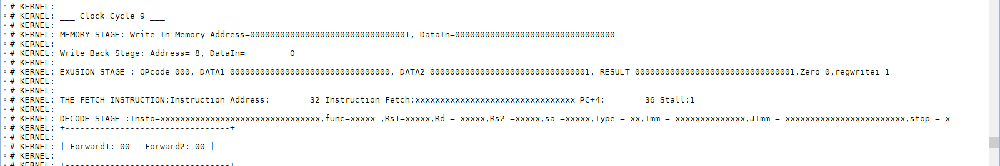 # KERNEL:
# KERNEL: ___ Clock Cycle 9 ___
# KERNEL:
# KERNEL: MEMORY STAGE: Write In Memory Address=00000000000000000000000000000001, DataIn=00000000000000000000000000000000
# KERNEL:
# KERNEL: Write Back Stage: Address= 8, DataIn=         0
# KERNEL:
# KERNEL: EXUSION STAGE : OPcode=000, DATA1=00000000000000000000000000000000, DATA2=00000000000000000000000000000001, RESULT=00000000000000000000000000000001,Zero=0,regwritei=1
# KERNEL:
# KERNEL:
# KERNEL: THE FETCH INSTRUCTION:Instruction Address:        32 Instruction Fetch:xxxxxxxxxxxxxxxxxxxxxxxxxxxxxxxx PC+4:        36 Stall:1
# KERNEL:
# KERNEL: DECODE STAGE :Insto=xxxxxxxxxxxxxxxxxxxxxxxxxxxxxxxx,func=xxxxx ,Rs1=xxxxx,Rd = xxxxx,Rs2 =xxxxx,sa =xxxxx,Type = xx,Imm = xxxxxxxxxxxxxx,JImm = xxxxxxxxxxxxxxxxxxxxxxxx,stop = x
# KERNEL: +---------------------------------+
# KERNEL:
# KERNEL: | Forward1: 00   Forward2: 00 |
# KERNEL:
# KERNEL: +---------------------------------+